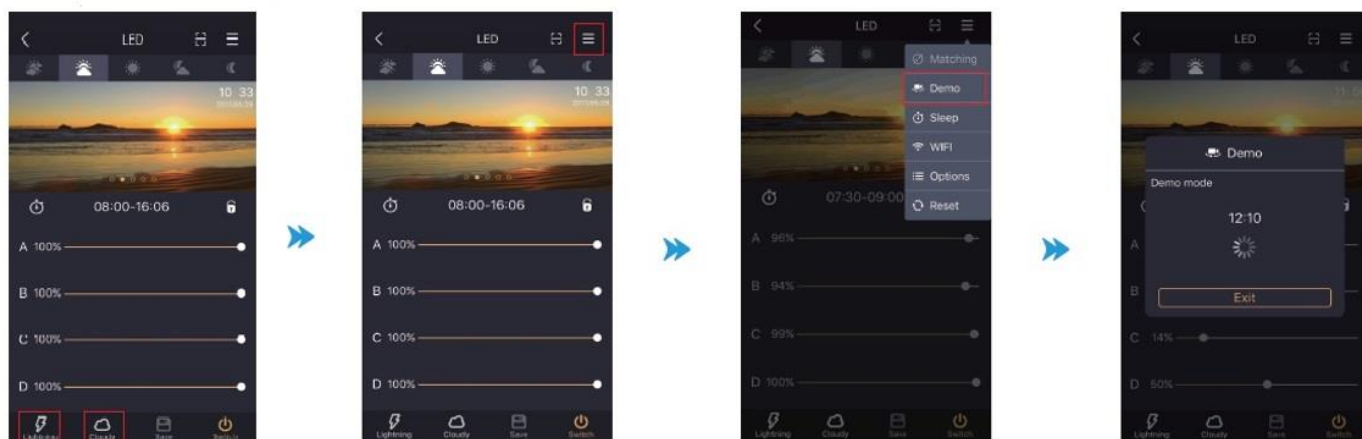 LED
10 33
08:00-16:06
A 100%
B 100%
C 100%
D 100%
Lightning
Cloudy
Save
Switch
LED
10 33
08:00-16:06
A 100%
B 100%
C 100%
D 100%
Lightning
Cloudy
Save
Switch
LED
Matching
Demo
Sleep
WIFI
Options
Reset
07:30-09:00
A 96%
B 94%
C 99%
D 100%
Lightning
Cloudy
Save
Switch
LED
Demo
Demo mode
12:10
A
B
Exit
C 14%
D 50%
Lightning
Cloudy
Save
Switch